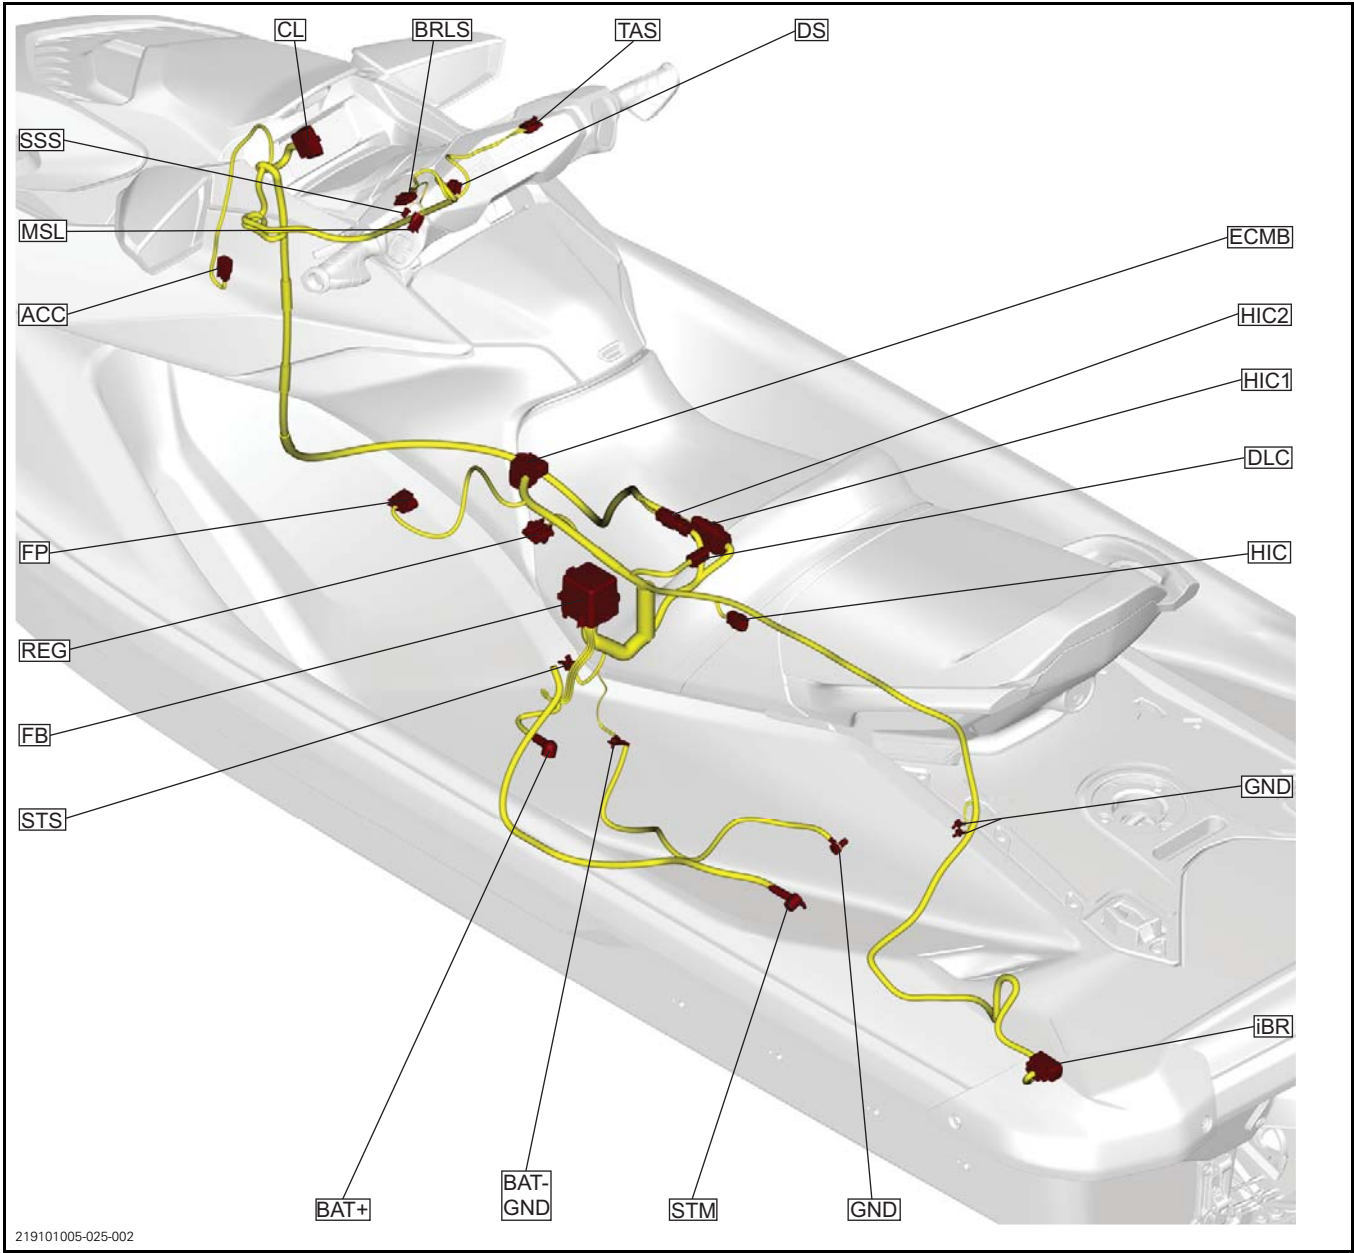 CL
BRLS
TAS
DS
SSS
MSL
ECMB
ACC
HIC2
HIC1
DLC
FP
HIC
REG
FB
GND
STS
iBR
BAT+
BAT-
GND
STM
GND
219101005-025-002